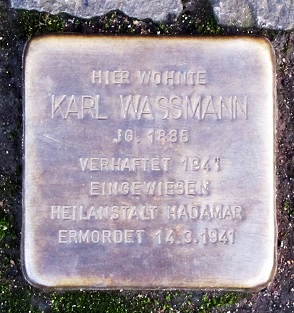 HIER WOHNTE
KARL WASSMANN
JG. 1885
VERHAFTET 1941
EINGEWIESEN
HEILANSTALT HADAMAR
ERMORDET 14.3.1941